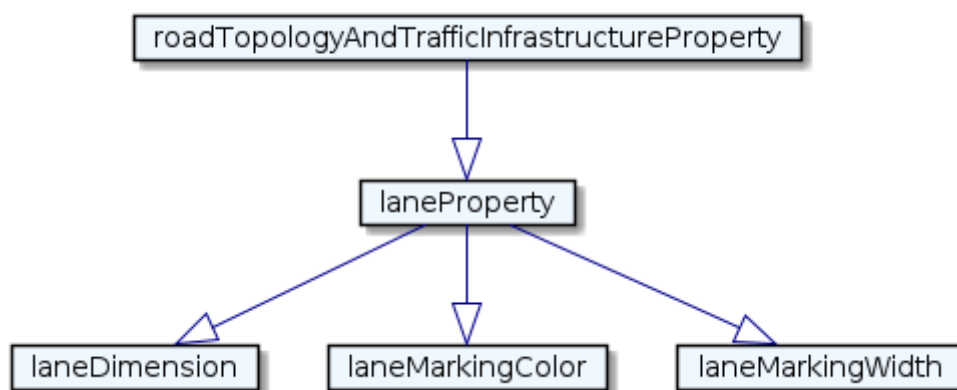 roadTopologyAndTrafficInfrastructureProperty
laneProperty
laneDimension
laneMarkingColor
laneMarkingWidth